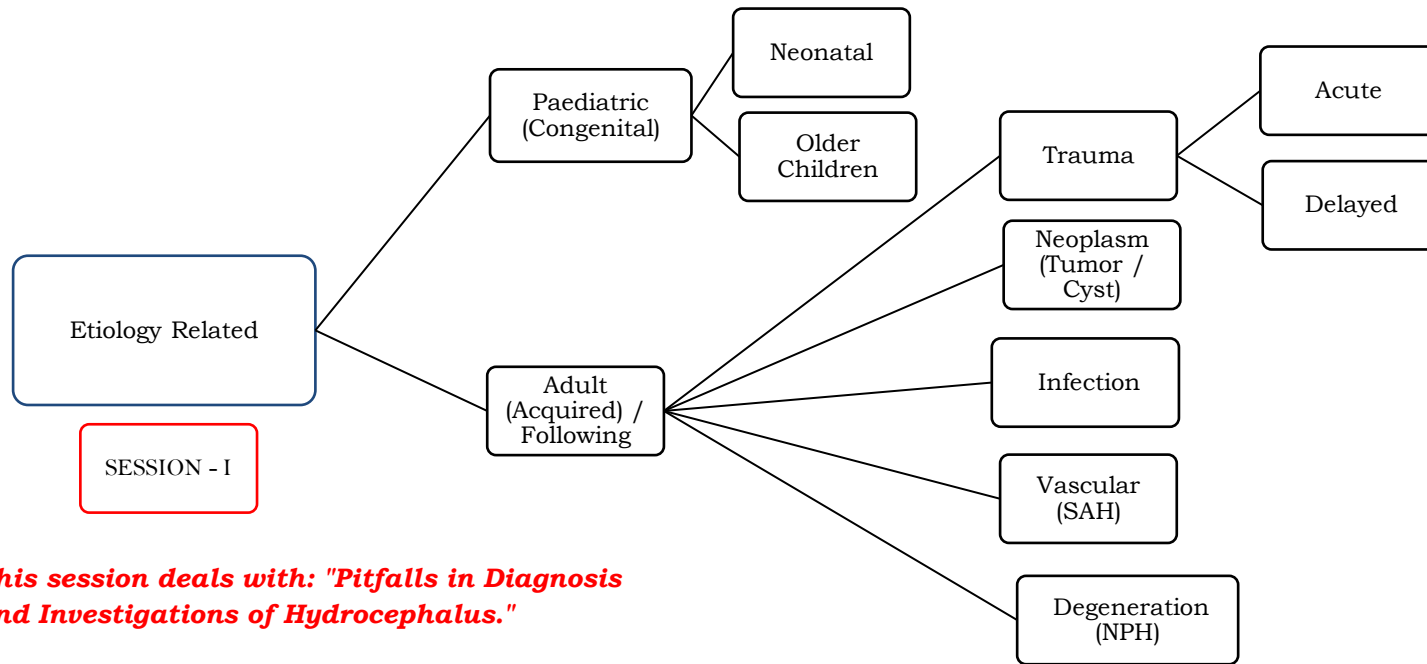 Etiology Related
SESSION - I
Paediatric
(Congenital)
Neonatal
Older
Children
Adult
(Acquired) /
Following
Trauma
Acute
Delayed
Neoplasm
(Tumor /
Cyst)
Infection
Vascular
(SAH)
Degeneration
(NPH)
his session deals with: "Pitfalls in Diagnosis
nd Investigations of Hydrocephalus."